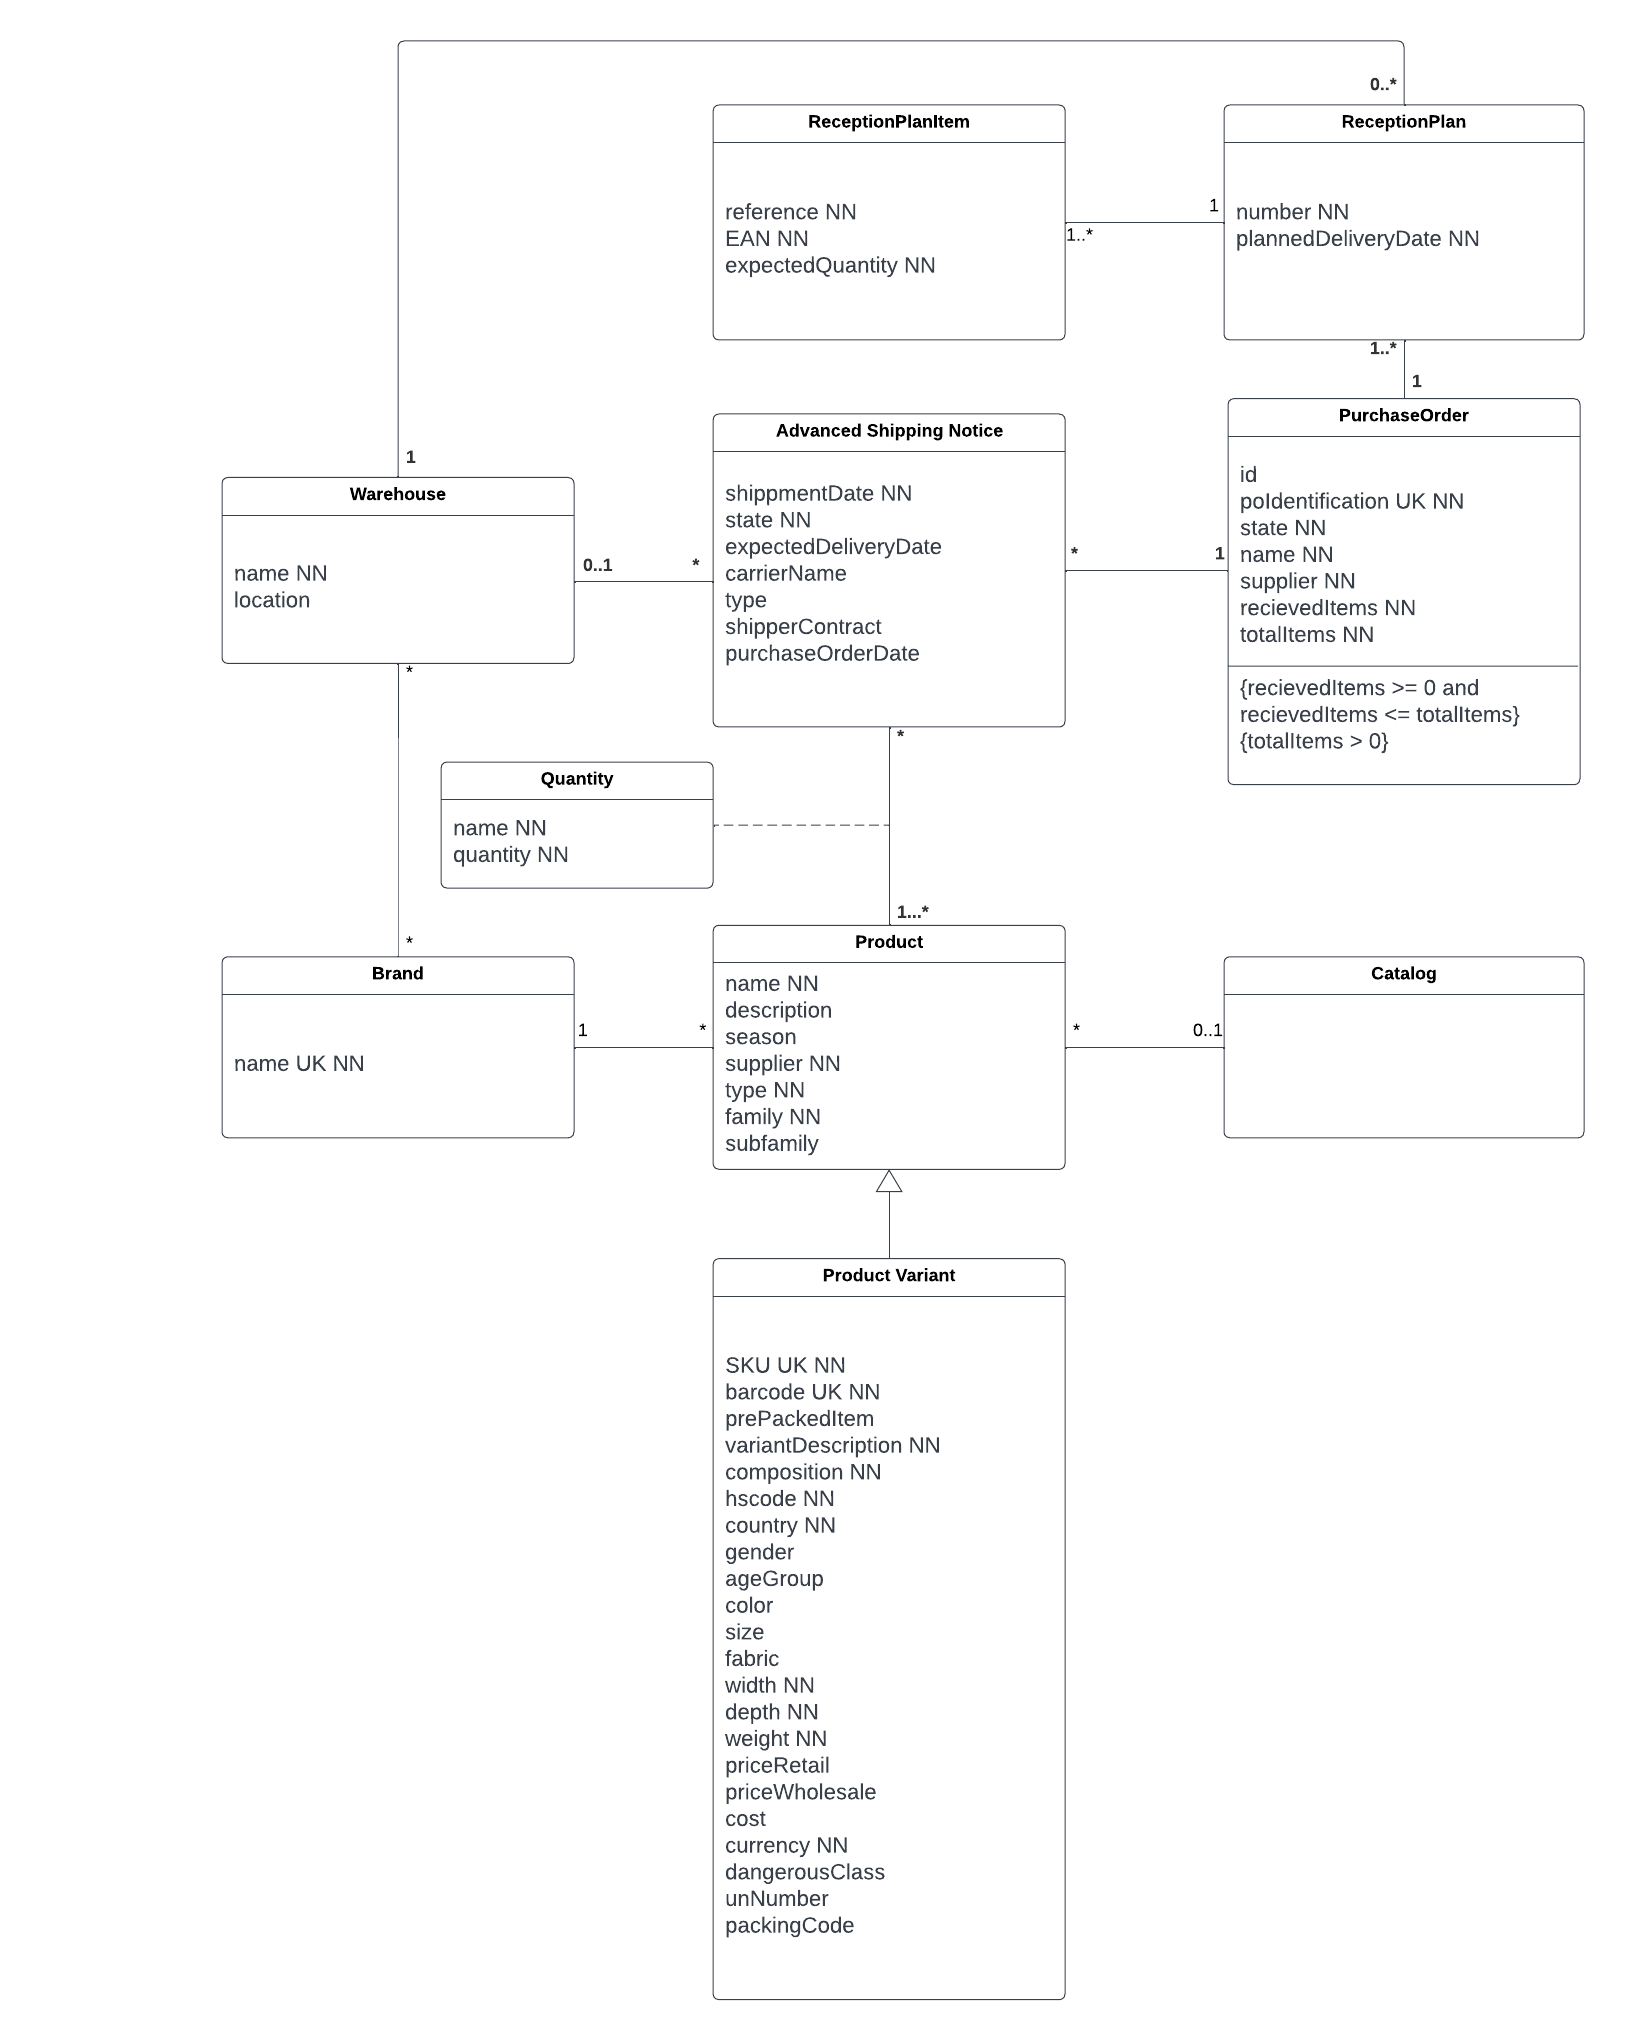 0..*
ReceptionPlanItem
reference NN
EAN NN
expectedQuantity NN
1
1..*
ReceptionPlan
number NN
plannedDeliveryDate NN
1..*
1
1
Warehouse
name NN
location
0..1
*
Advanced Shipping Notice
shippmentDate NN
state NN
expectedDeliveryDate
carrierName
type
shipperContract
purchaseOrderDate
*
1
PurchaseOrder
id
poIdentification UK NN
state NN
name NN
supplier NN
recievedItems NN
totalItems NN
{recievedItems >= 0 and
recievedItems <= totalItems}
{totalItems > 0}
*
*
Quantity
name NN
quantity NN
1...*
*
Brand
name UK NN
1
*
Product
name NN
description
season
supplier NN
type NN
family NN
subfamily
*
0..1
Catalog
Product Variant
SKU UK NN
barcode UK NN
prePackedItem
variantDescription NN
composition NN
hscode NN
country NN
gender
ageGroup
color
size
fabric
width NN
depth NN
weight NN
priceRetail
priceWholesale
cost
currency NN
dangerousClass
unNumber
packingCode